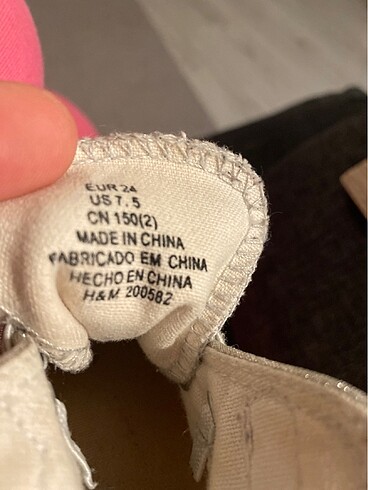 EUR 24
US 7.5
CN 150(2)
MADE IN CHINA
FABRICADO EM CHINA
HECHO EN CHINA
H&M 200582